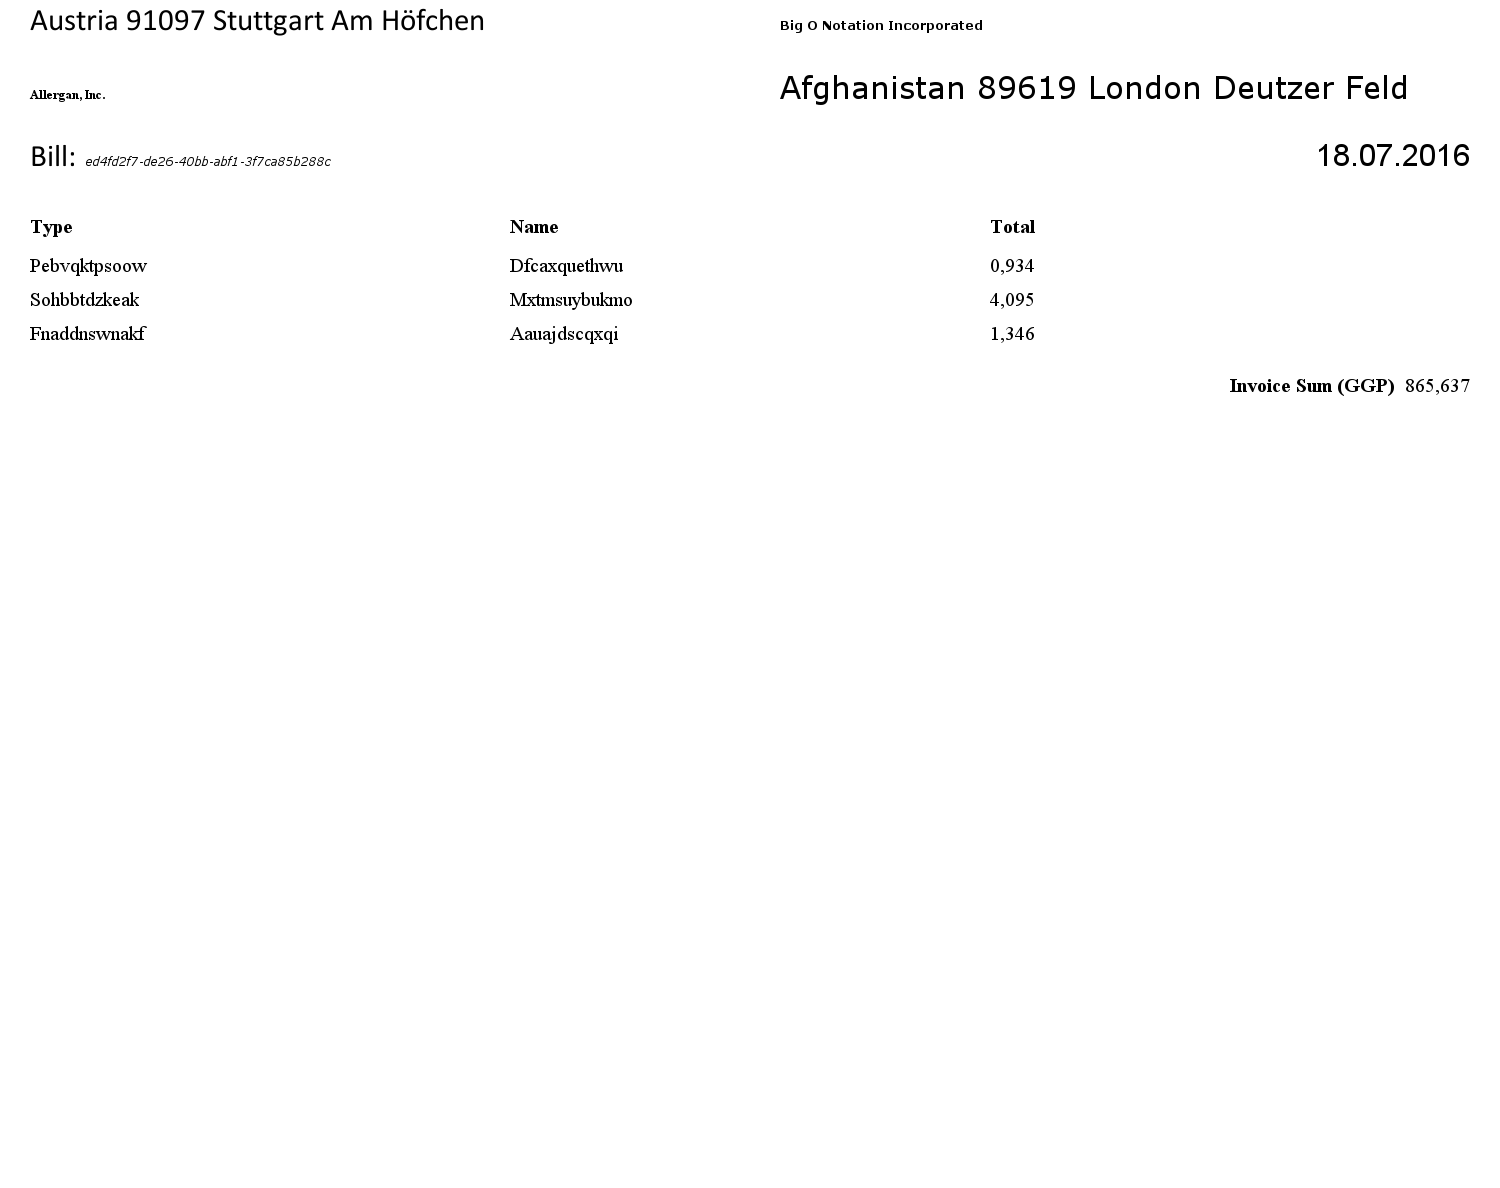 Austria 91097 Stuttgart Am Höfchen
Big O Notation Incorporated
Allergan, Inc.
Afghanistan 89619 London Deutzer Feld
Bill: ed4fd2f7-de26-40bb-abf1-3f7ca85b288c
18.07.2016
Type Name Total
Pebvqktpsoow Dfcaxquethwu 0,934
Sohbbtdzkeak Mxtmsuybukmo 4,095
Fnaddnswnakf Aauajdscqxqi 1,346
Invoice Sum (GGP) 865,637